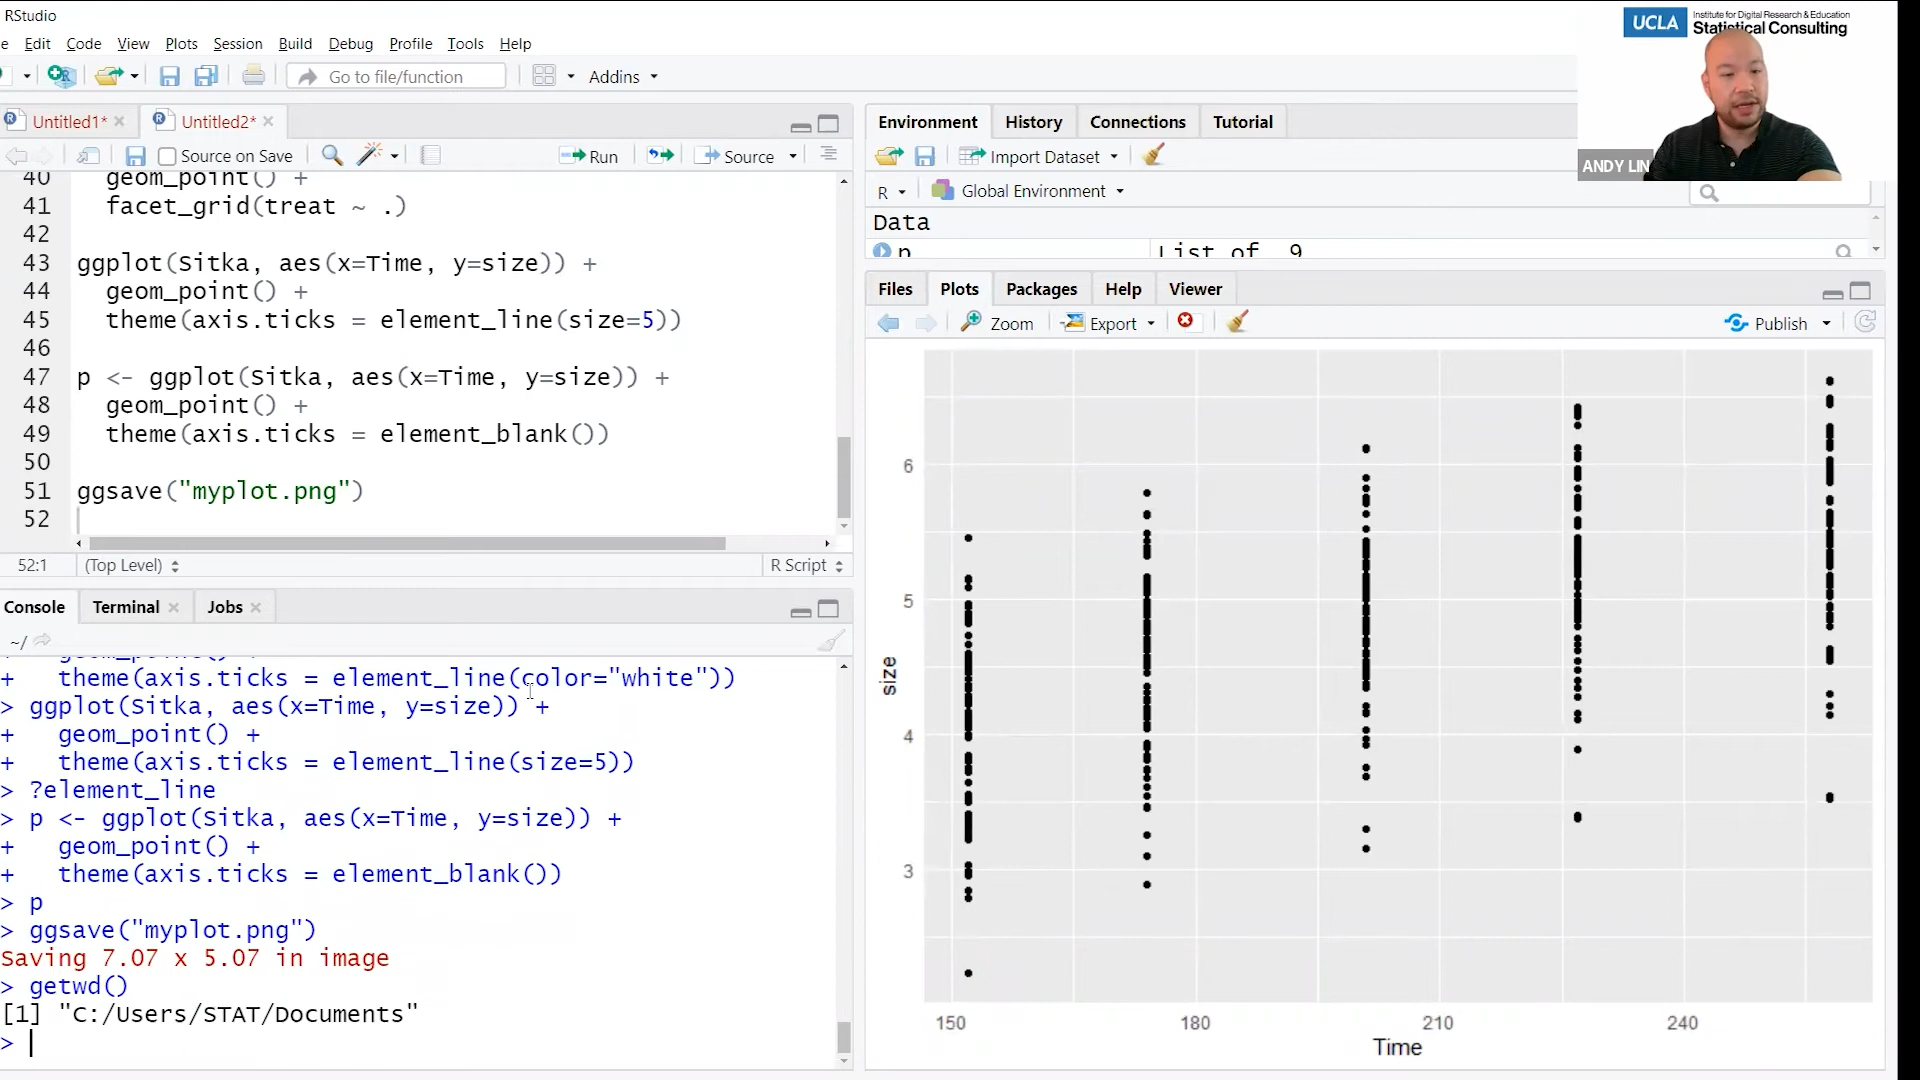 RStudio
e Edit Code View Plots Session Build Debug Profile Tools Help
Go to file/function Addins
Untitled1* Untitled2*
Source on Save Run Source
40 geom_point() +
41 facet_grid(treat ~ .)
42
43 ggplot(Sitka, aes(x=Time, y=size)) +
44 geom_point() +
45 theme(axis.ticks = element_line(size=5))
46
47 p <- ggplot(Sitka, aes(x=Time, y=size)) +
48 geom_point() +
49 theme(axis.ticks = element_blank())
50
51 ggsave("myplot.png")
52
52:1 (Top Level) R Script
Console Terminal Jobs
~/
+ geom_point() +
+ theme(axis.ticks = element_line(color="white"))
> ggplot(Sitka, aes(x=Time, y=size)) +
+ geom_point() +
+ theme(axis.ticks = element_line(size=5))
> ?element_line
> p <- ggplot(Sitka, aes(x=Time, y=size)) +
+ geom_point() +
+ theme(axis.ticks = element_blank())
> p
> ggsave("myplot.png")
Saving 7.07 x 5.07 in image
> getwd()
[1] "C:/Users/STAT/Documents"
>
UCLA Institute for Digital Research & Education
Statistical Consulting
ANDY LIN
Environment History Connections Tutorial
Import Dataset
R Global Environment
Data
p List of 9
Files Plots Packages Help Viewer
Zoom Export Publish
6
5
4
3
size
150 180 210 240
Time